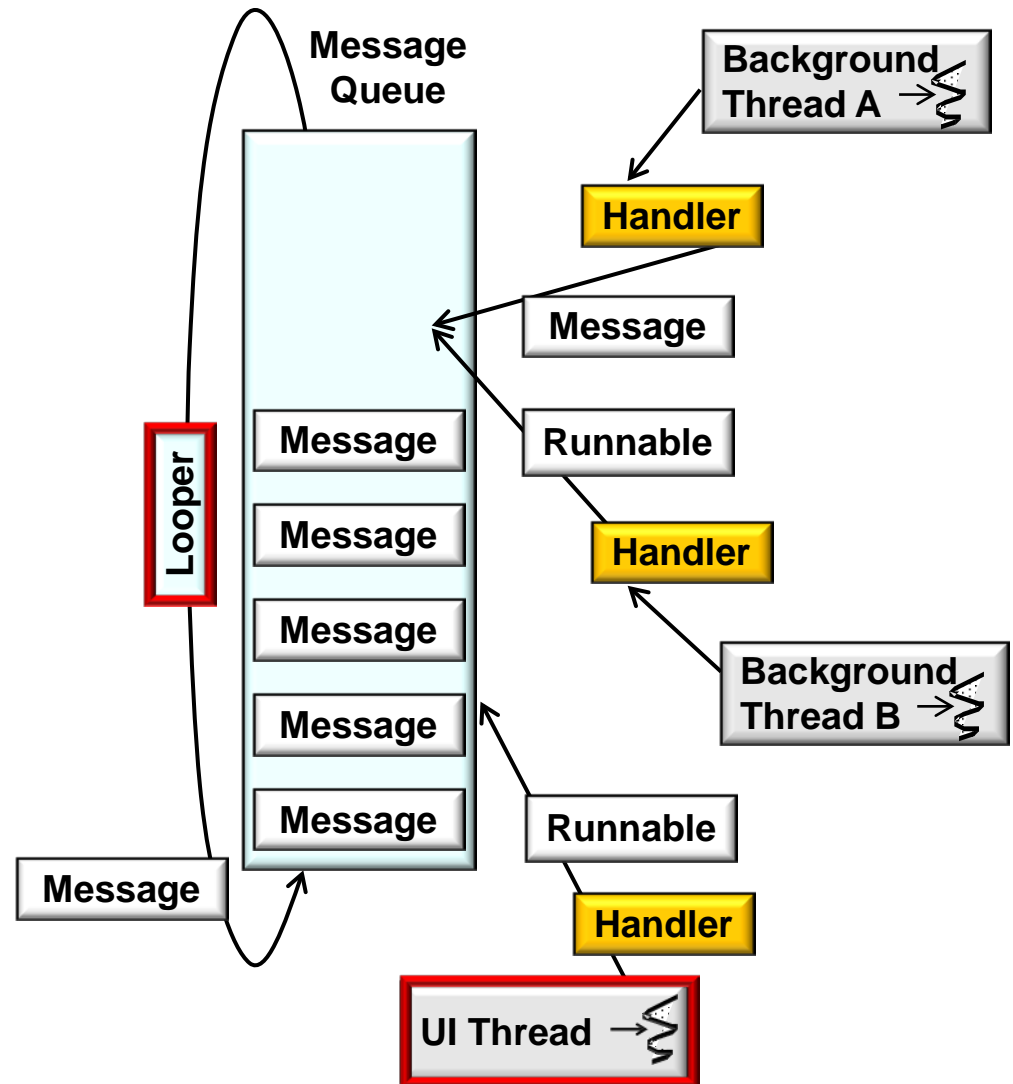 Message
Queue
Background
Thread A
Handler
Message
Message
Runnable
Looper
Message
Handler
Message
Background
Thread B
Message
Message
Runnable
Message
Handler
UI Thread